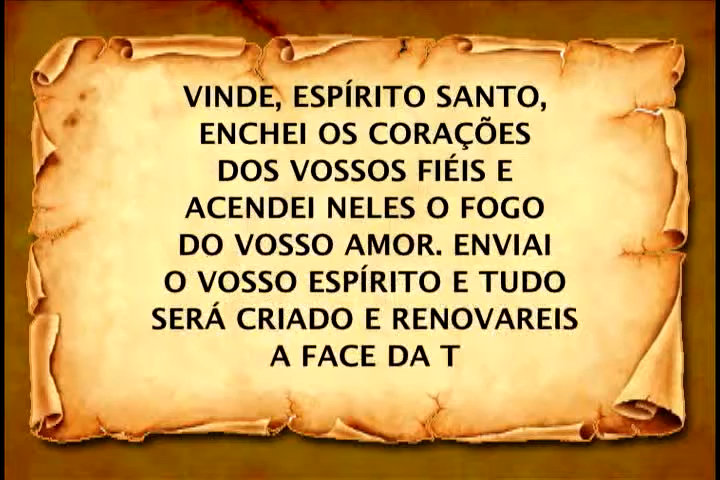 VINDE, ESPÍRITO SANTO,
ENCHEI OS CORAÇÕES
DOS VOSSOS FIÉIS E
ACENDEI NELES O FOGO
DO VOSSO AMOR. ENVIAI
O VOSSO ESPÍRITO E TUDO
SERÁ CRIADO E RENOVAREIS
A FACE DA T